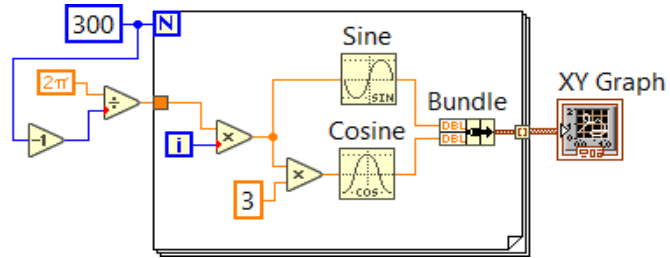 300
N
Sine
2π
÷
SIN
XY Graph
-1
i
×
Bundle
DBL
DBL
Cosine
×
3
COS